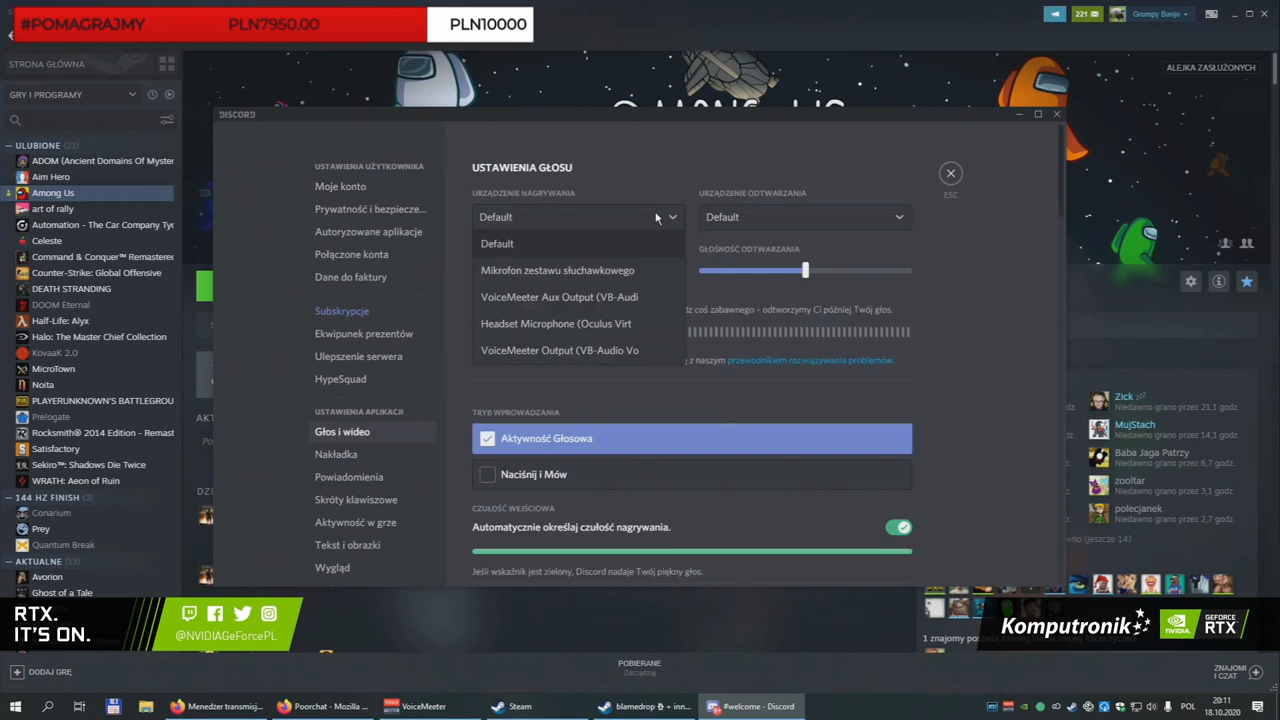 #POMAGRAJMY
PLN7950.00
PLN10000
221
Grumpy Banjo
STRONA GŁÓWNA
GRY I PROGRAMY
ALEJKA ZASŁUŻONYCH
ULUBIONE (21)
ADOM (Ancient Domains Of Myster
Aim Hero
Among Us
art of rally
Automation - The Car Company Tyc
Celeste
Command & Conquer™ Remastered
Counter-Strike: Global Offensive
DEATH STRANDING
DOOM Eternal
Half-Life: Alyx
Halo: The Master Chief Collection
KovaaK 2.0
MicroTown
Noita
PLAYERUNKNOWN'S BATTLEGROU
Prelogate
Rocksmith® 2014 Edition - Remast
Satisfactory
Sekiro™: Shadows Die Twice
WRATH: Aeon of Ruin
144 HZ FINISH (3)
Conarium
Prey
Quantum Break
AKTUALNE (13)
Avorion
Ghost of a Tale
DISCORD
USTAWIENIA UŻYTKOWNIKA
Moje konto
Prywatność i bezpiecze...
Autoryzowane aplikacje
Połączone konta
Dane do faktury
Subskrypcje
Ekwipunek prezentów
Ulepszenie serwera
HypeSquad
USTAWIENIA APLIKACJI
Głos i wideo
Nakładka
Powiadomienia
Skróty klawiszowe
Aktywność w grze
Tekst i obrazki
Wygląd
USTAWIENIA GŁOSU
URZĄDZENIE NAGRYWANIA
Default
Default
Mikrofon zestawu słuchawkowego
VoiceMeeter Aux Output (VB-Audi
Headset Microphone (Oculus Virt
VoiceMeeter Output (VB-Audio Vo
URZĄDZENIE ODTWARZANIA
Default
GŁOŚNOŚĆ ODTWARZANIA
dz coś zabawnego - odtworzymy Ci później Twój głos.
ę z naszym przewodnikiem rozwiązywania problemów.
ESC
TRYB WPROWADZANIA
Aktywność Głosowa
Naciśnij i Mów
CZUŁOŚĆ WEJŚCIOWA
Automatycznie określaj czułość nagrywania.
Jeśli wskaźnik jest zielony, Discord nadaje Twój piękny głos.
Zick
Niedawno grano przez 21,1 godz.
MujStach
Niedawno grano przez 12,2 godz.
Baba Jaga Patrzy
Niedawno grano przez 6,7 godz.
zooltar
Niedawno grano przez 2,1 godz.
polecjanek
Niedawno grano przez 1,9 godz.
(jeszcze 14)
RTX.
IT'S ON.
@NVIDIAGeForcePL
Komputronik
NVIDIA
GEFORCE
RTX
1 znajomy
DODAJ GRĘ
POBIERANE
Zarządzaj
ZNAJOMI
I CZAT
Menedżer transmisj...
Poorchat - Mozilla ...
VoiceMeeter
Steam
blamedrop + inn...
#welcome - Discord
POL
20:11
18.10.2020